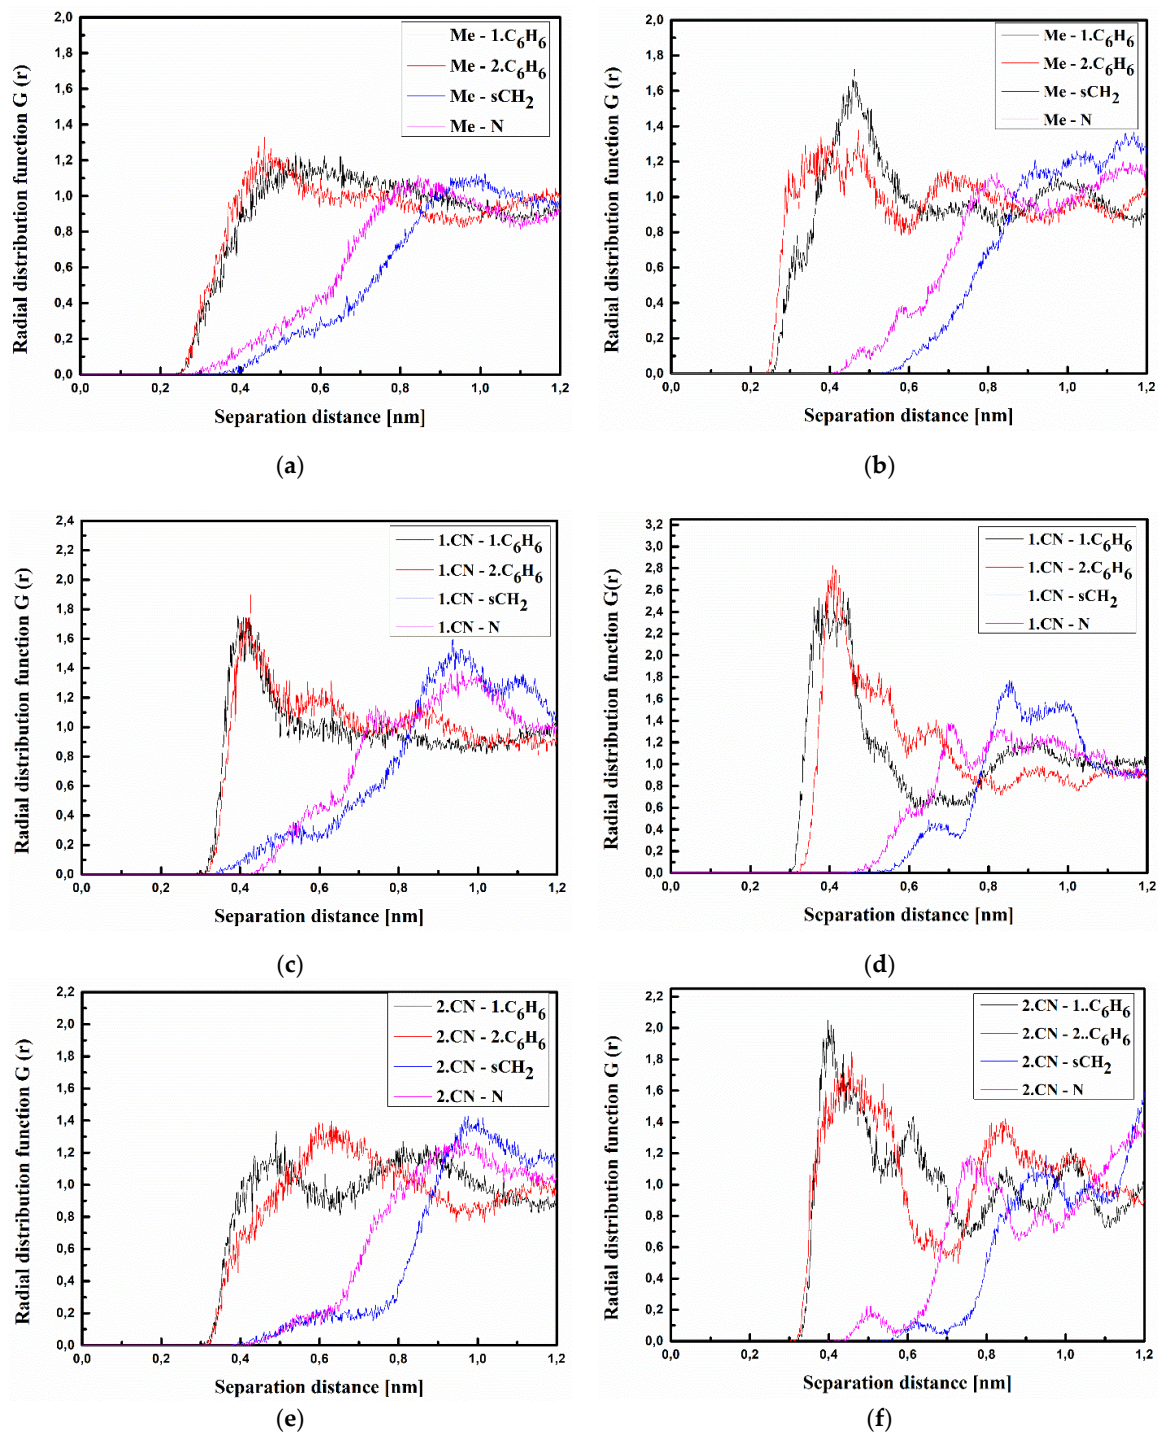 Radial distribution function G (r)
2,0
1,8
1,6
1,4
1,2
1,0
0,8
0,6
0,4
0,2
0,0
Me - 1.C6H6
Me - 2.C6H6
Me - sCH2
Me - N
0,0 0,2 0,4 0,6 0,8 1,0 1,2
Separation distance [nm]
(a)
Radial distribution function G (r)
2,0
1,8
1,6
1,4
1,2
1,0
0,8
0,6
0,4
0,2
0,0
Me - 1.C6H6
Me - 2.C6H6
Me - sCH2
Me - N
0,0 0,2 0,4 0,6 0,8 1,0 1,2
Separation distance [nm]
(b)
Radial distribution function G (r)
2,4
2,2
2,0
1,8
1,6
1,4
1,2
1,0
0,8
0,6
0,4
0,2
0,0
1.CN - 1.C6H6
1.CN - 2.C6H6
1.CN - sCH2
1.CN - N
0,0 0,2 0,4 0,6 0,8 1,0 1,2
Separation distance [nm]
(c)
Radial distribution function G(r)
3,2
3,0
2,8
2,6
2,4
2,2
2,0
1,8
1,6
1,4
1,2
1,0
0,8
0,6
0,4
0,2
0,0
1.CN - 1.C6H6
1.CN - 2.C6H6
1.CN - sCH2
1.CN - N
0,0 0,2 0,4 0,6 0,8 1,0 1,2
Separation distance [nm]
(d)
Radial distribution function G (r)
2,2
2,0
1,8
1,6
1,4
1,2
1,0
0,8
0,6
0,4
0,2
0,0
2.CN - 1.C6H6
2.CN - 2.C6H6
2.CN - sCH2
2.CN - N
0,0 0,2 0,4 0,6 0,8 1,0 1,2
Separation distance [nm]
(e)
Radial distribution function G (r)
2,2
2,0
1,8
1,6
1,4
1,2
1,0
0,8
0,6
0,4
0,2
0,0
2.CN - 1..C6H6
2.CN - 2..C6H6
2.CN - sCH2
2.CN - N
0,0 0,2 0,4 0,6 0,8 1,0 1,2
Separation distance [nm]
(f)